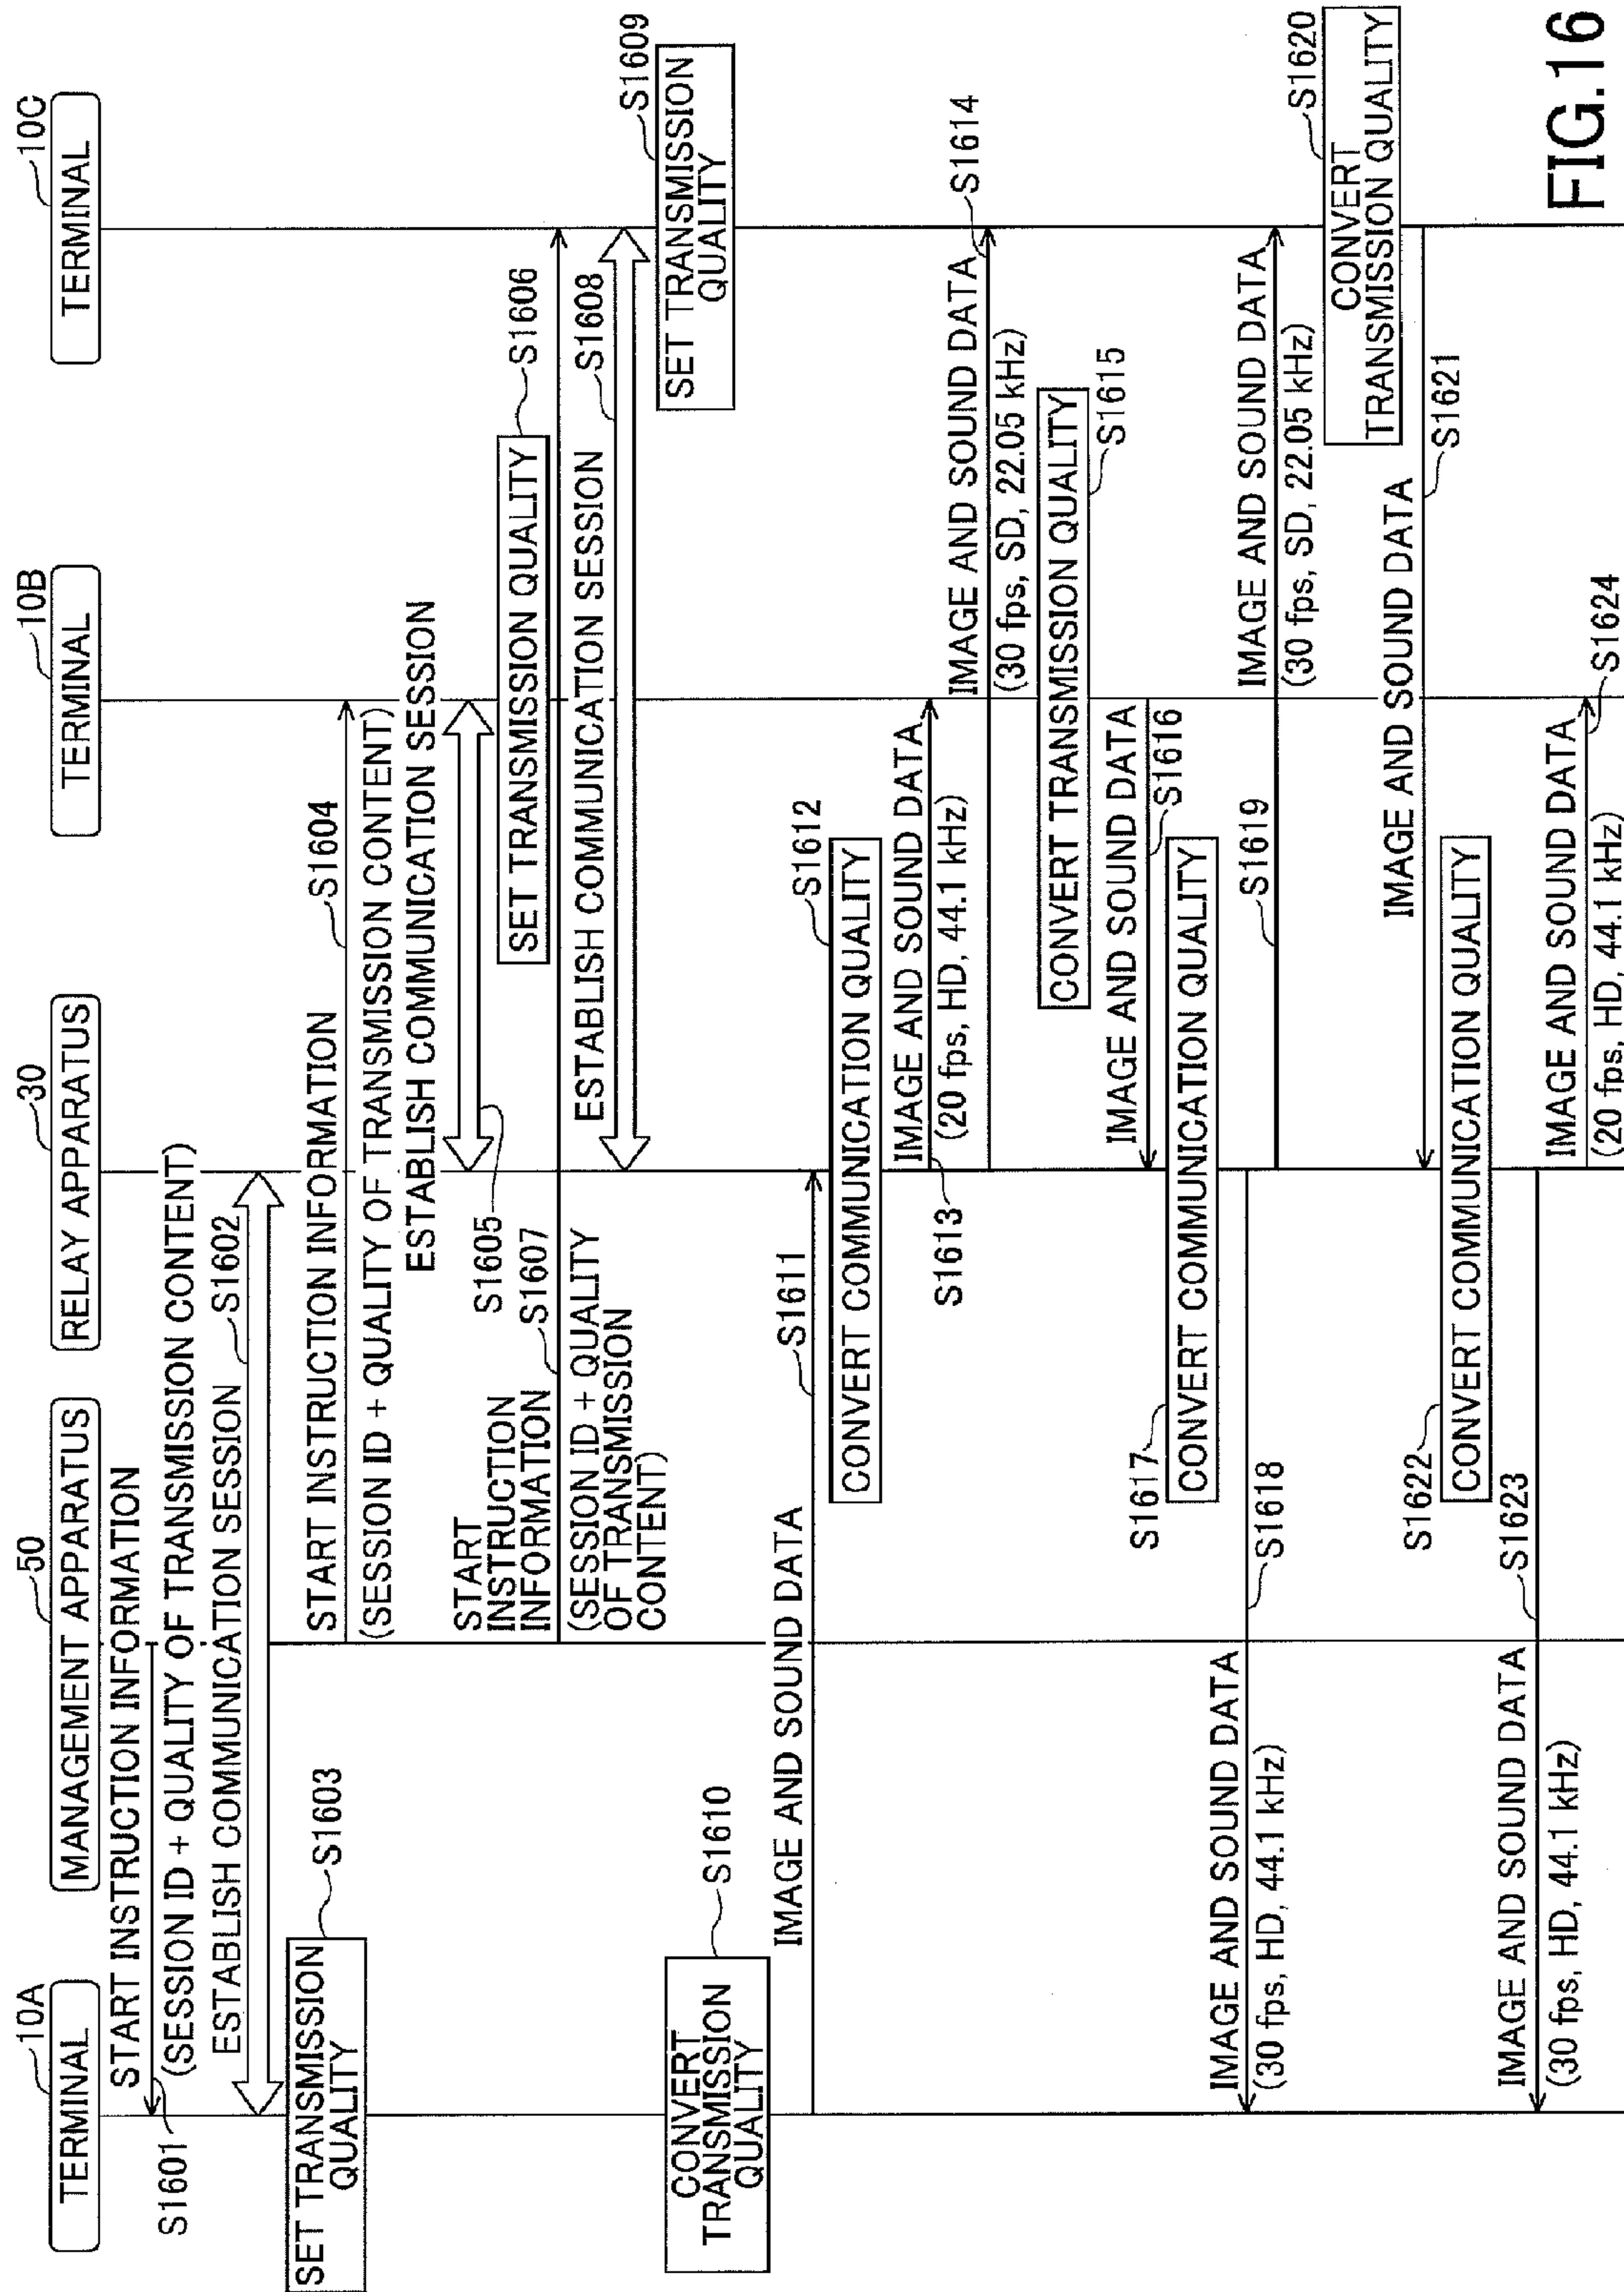 10A
TERMINAL
50
MANAGEMENT APPARATUS
30
RELAY APPARATUS
10B
TERMINAL
10C
TERMINAL
START INSTRUCTION INFORMATION
S1601
(SESSION ID + QUALITY OF TRANSMISSION CONTENT)
ESTABLISH COMMUNICATION SESSION
S1602
SET TRANSMISSION
QUALITY
S1603
START INSTRUCTION INFORMATION
S1604
(SESSION ID + QUALITY OF TRANSMISSION CONTENT)
ESTABLISH COMMUNICATION SESSION
S1605
SET TRANSMISSION QUALITY
S1606
START
INSTRUCTION
INFORMATION
S1607
(SESSION ID + QUALITY
OF TRANSMISSION
CONTENT)
ESTABLISH COMMUNICATION SESSION
S1608
SET TRANSMISSION
QUALITY
S1609
CONVERT
TRANSMISSION
QUALITY
S1610
IMAGE AND SOUND DATA
S1611
CONVERT COMMUNICATION QUALITY
S1612
IMAGE AND SOUND DATA
S1613
(20 fps, HD, 44.1 kHz)
IMAGE AND SOUND DATA
S1614
(30 fps, SD, 22.05 kHz)
CONVERT TRANSMISSION QUALITY
S1615
IMAGE AND SOUND DATA
S1616
S1617
CONVERT COMMUNICATION QUALITY
IMAGE AND SOUND DATA
S1618
(30 fps, HD, 44.1 kHz)
S1619
IMAGE AND SOUND DATA
(30 fps, SD, 22.05 kHz)
CONVERT
TRANSMISSION QUALITY
S1620
IMAGE AND SOUND DATA
S1621
S1622
CONVERT COMMUNICATION QUALITY
IMAGE AND SOUND DATA
S1623
(30 fps, HD, 44.1 kHz)
IMAGE AND SOUND DATA
S1624
(20 fps, HD, 44.1 kHz)
FIG.16